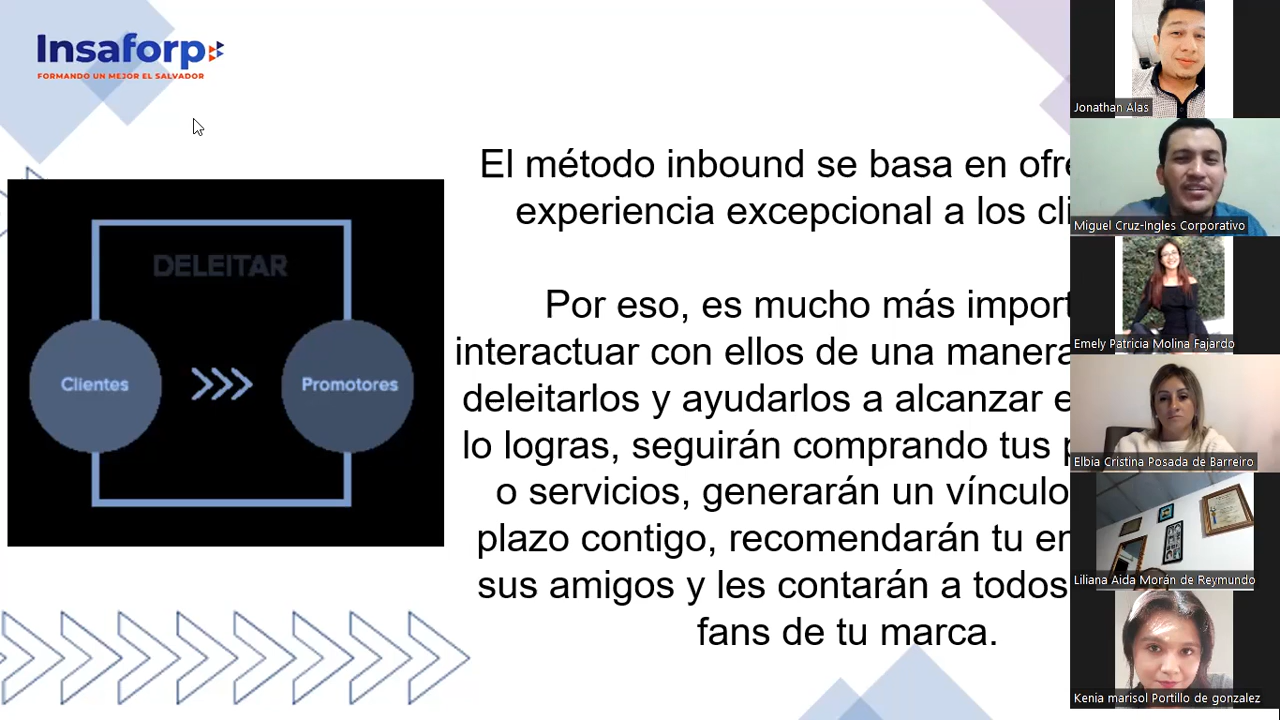 Insaforp
FORMANDO UN MEJOR EL SALVADOR
DELEITAR
Clientes
Promotores
El método inbound se basa en
experiencia excepcional a los
Por eso, es mucho más
interactuar con ellos de una manera
deleitarlos y ayudarlos a alcanzar
lo logras, seguirán comprando tus
o servicios, generarán un vínculo
plazo contigo, recomendarán tu
sus amigos y les contarán a todos
fans de tu marca.
Jonathan Alas
Miguel Cruz-Ingles Corporativo
Emely Patricia Molina Fajardo
Elbia Cristina Posada de Barreiro
Liliana Aida Morán de Reymundo
Kenia marisol Portillo de gonzalez